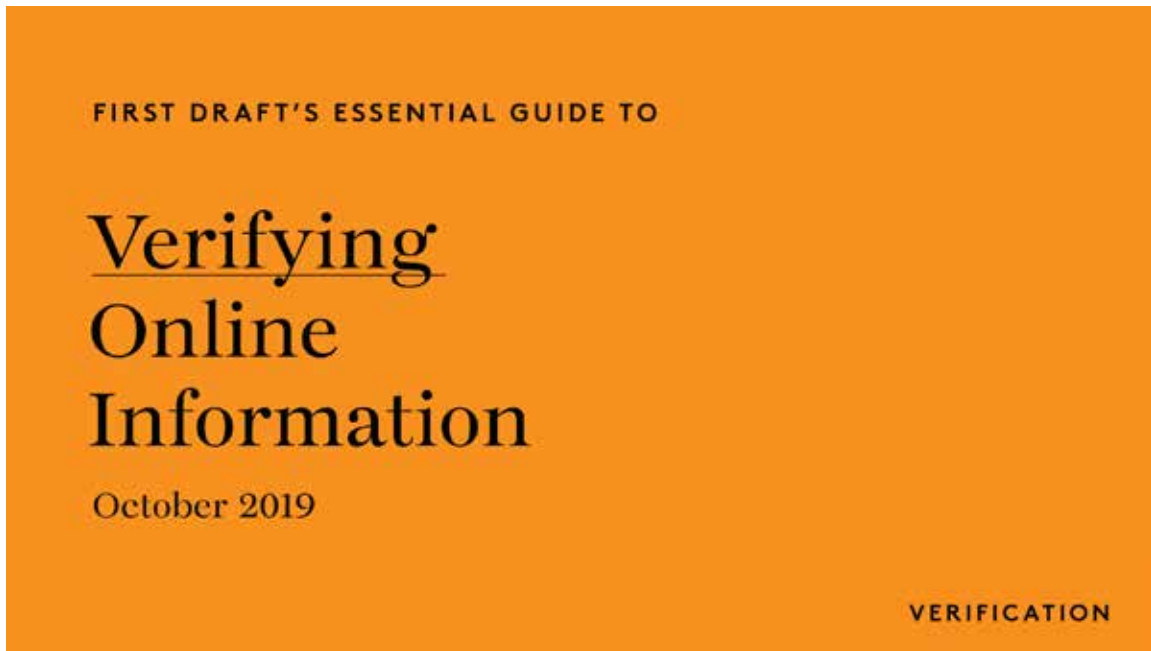 FIRST DRAFT'S ESSENTIAL GUIDE TO
Verifying
Online
Information
October 2019
VERIFICATION